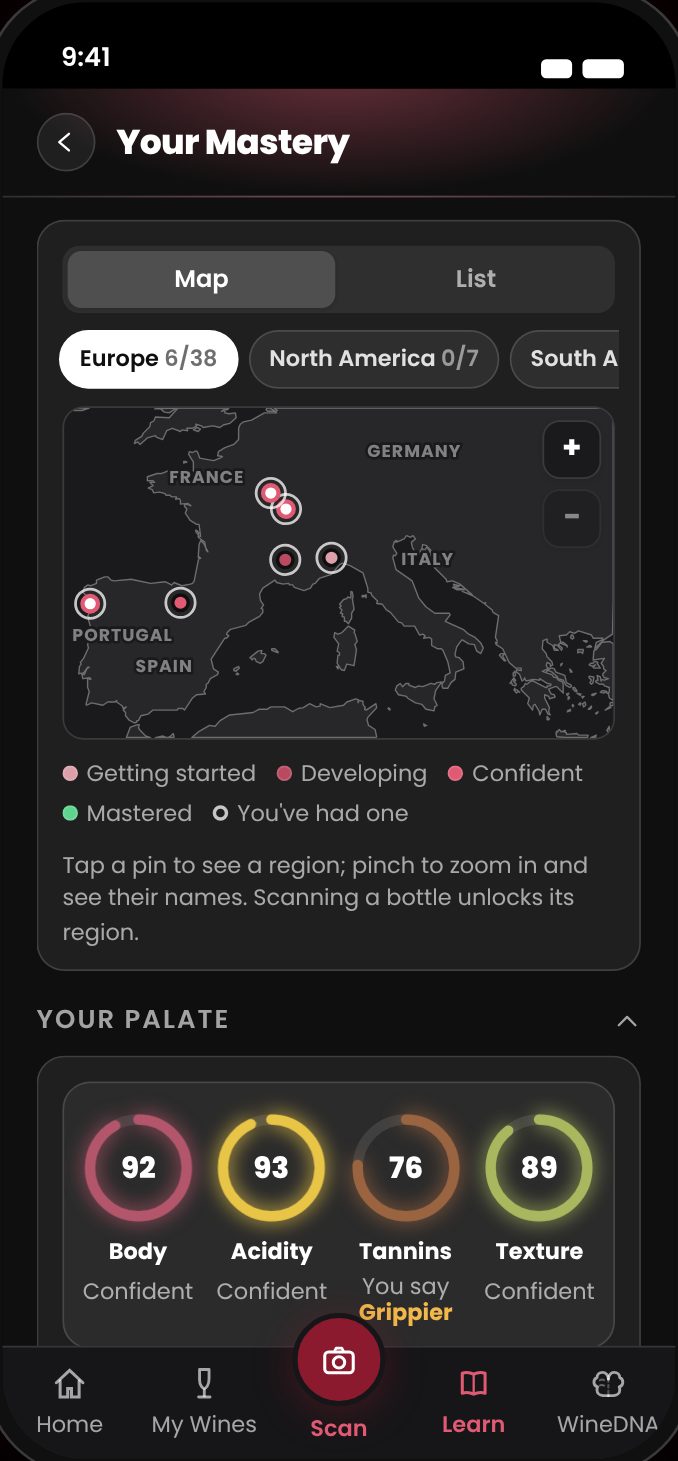 9:41
Your Mastery
Map
List
Europe 6/38
North America 0/7
South A
GERMANY
FRANCE
ITALY
PORTUGAL
SPAIN
+
−
Getting started
Developing
Confident
Mastered
You've had one
Tap a pin to see a region; pinch to zoom in and
see their names. Scanning a bottle unlocks its
region.
YOUR PALATE
92
93
76
89
Body
Acidity
Tannins
Texture
Confident
Confident
You say
Grippier
Confident
Home
My Wines
Scan
Learn
WineDNA